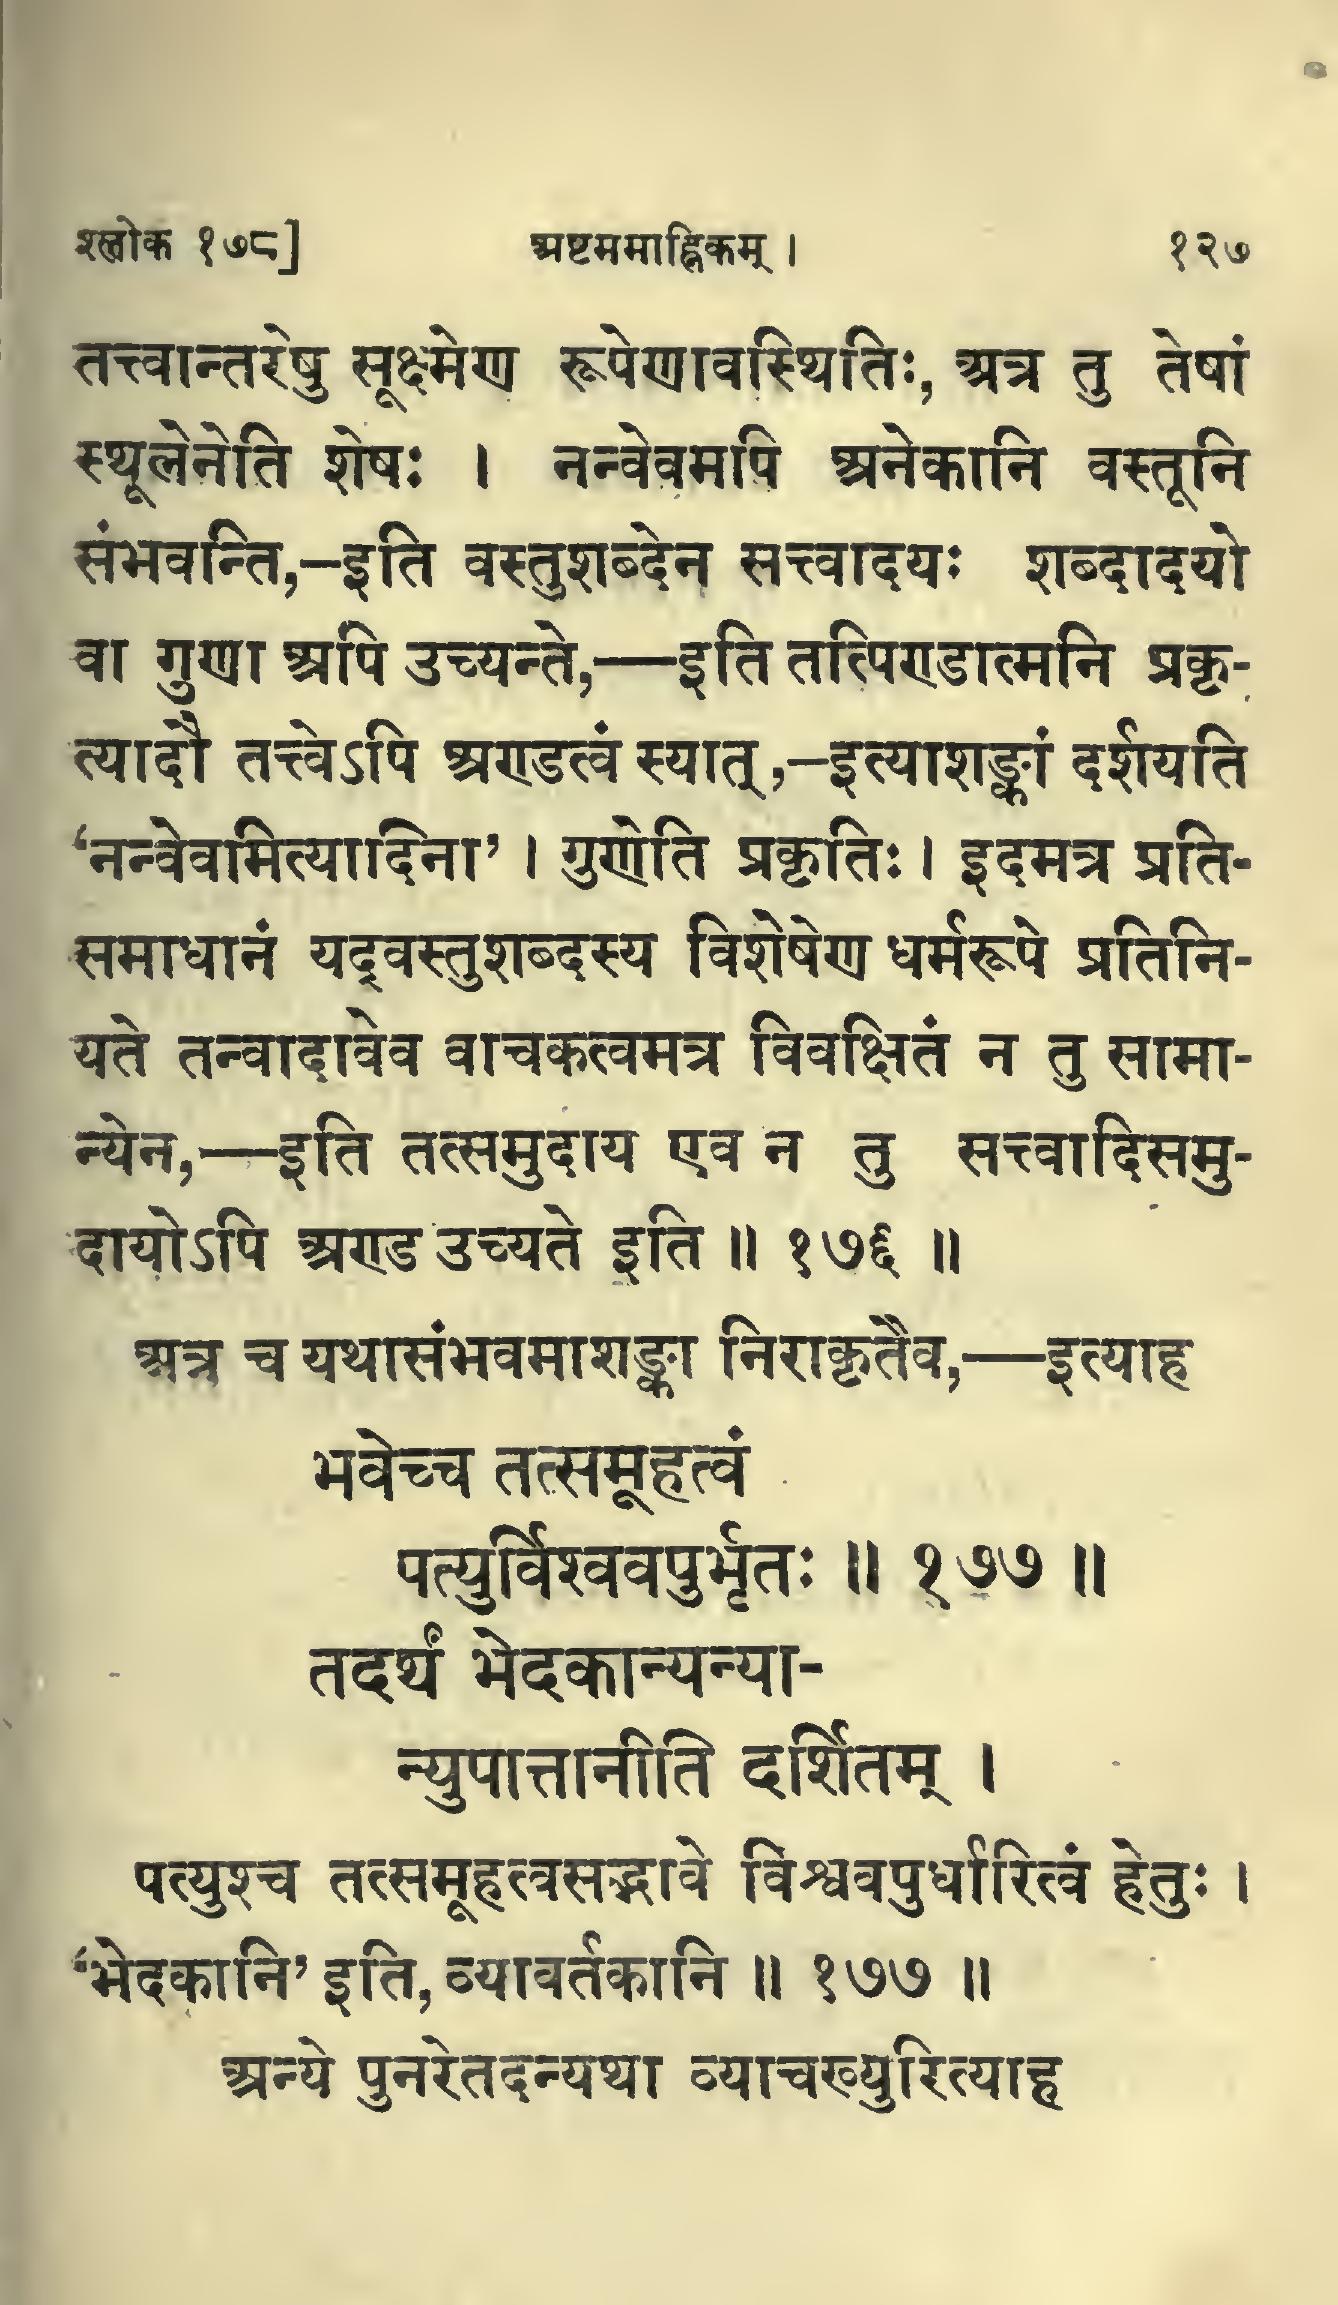 श्लोक १७८]
अष्टममाह्निकम् ।
१२७
तत्त्वान्तरेषु सूक्ष्मेण रूपेणावस्थितिः, अत्र तु तेषां
स्थूलेनेति शेषः । नन्वेवमपि अनेकानि वस्तूनि
संभवन्ति,–इति वस्तुशब्देन सत्त्वादयः शब्दादयो
वा गुणा अपि उच्यन्ते,—इति तत्पिण्डात्मनि प्रकृ-
त्यादौ तत्त्वेऽपि अण्डत्वं स्यात्,–इत्याशङ्कां दर्शयति
‘नन्वेवमित्यादिना’ । गुणेति प्रकृतिः । इदमत्र प्रति-
समाधानं यद्वस्तुशब्दस्य विशेषेण धर्मरूपे प्रतिनि-
यते तन्वादावेव वाचकत्वमत्र विवक्षितं न तु सामा-
न्येन,—इति तत्समुदाय एव न तु सत्त्वादिसमु-
दायोऽपि अण्ड उच्यते इति ॥ १७६ ॥
अत्र च यथासंभवमाशङ्का निराकृतैव,—इत्याह
भवेच्च तत्समूहत्वं
पत्युर्विश्ववपुर्भृतः ॥ १७७ ॥
तदर्थं भेदकान्यन्या-
न्युपात्तानीति दर्शितम् ।
पत्युश्च तत्समूहत्वसद्भावे विश्ववपुर्धारित्वं हेतुः ।
‘भेदकानि’ इति, व्यावर्तकानि ॥ १७७ ॥
अन्ये पुनरेतदन्यथा व्याचख्युरित्याह